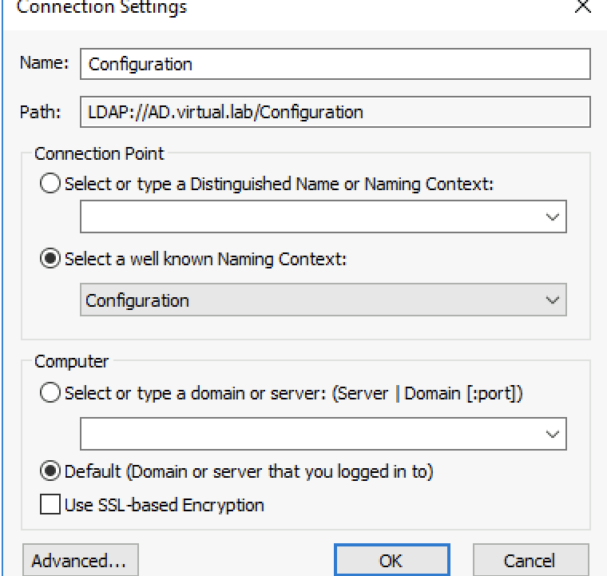 Connection Settings
Name: Configuration
Path: LDAP://AD.virtual.lab/Configuration
Connection Point
Select or type a Distinguished Name or Naming Context:
Select a well known Naming Context:
Configuration
Computer
Select or type a domain or server: (Server | Domain [:port])
Default (Domain or server that you logged in to)
Use SSL-based Encryption
Advanced... OK Cancel